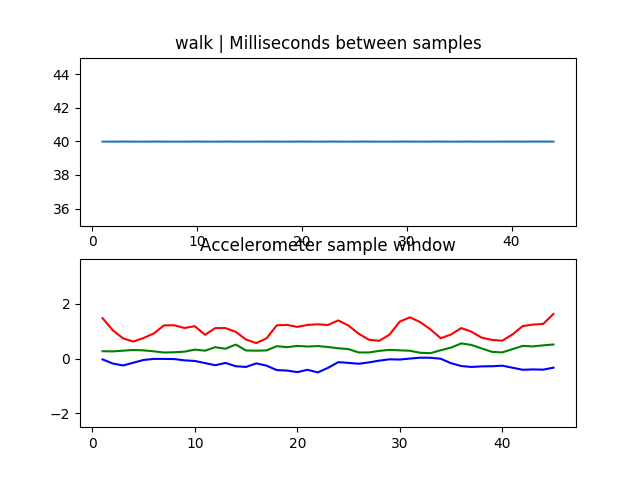 walk | Milliseconds between samples
44
42
40
38
36
0 10 20 30 40
Accelerometer sample window
2
0
−2
0 10 20 30 40